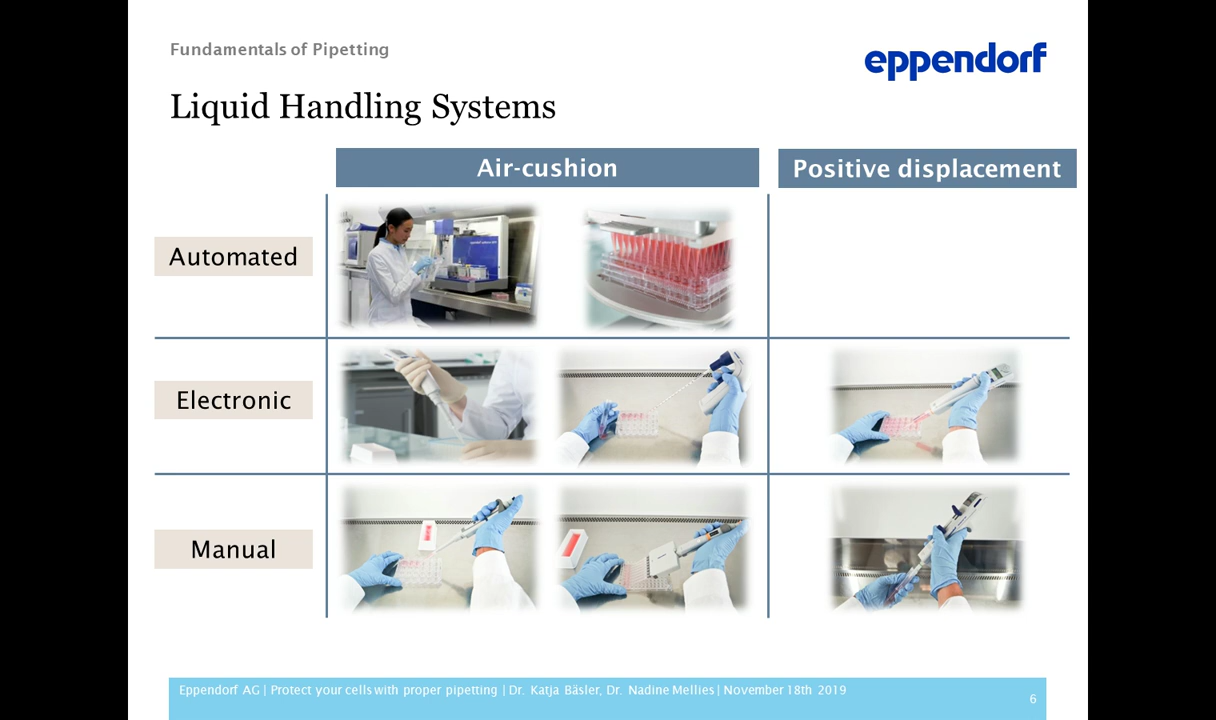 Fundamentals of Pipetting
eppendorf
Liquid Handling Systems
Air-cushion
Positive displacement
Automated
Electronic
Manual
Eppendorf AG | Protect your cells with proper pipetting | Dr. Katja Bäsler, Dr. Nadine Mellies | November 18th 2019
6